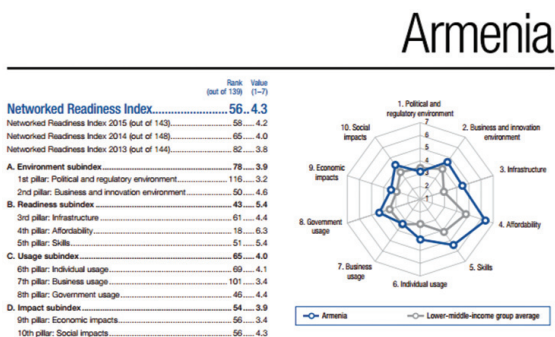 Armenia
Rank Value
(out of 139) (1–7)
Networked Readiness Index............................56..4.3
Networked Readiness Index 2015 (out of 143)............................58... 4.2
Networked Readiness Index 2014 (out of 148)............................65... 4.0
Networked Readiness Index 2013 (out of 144)............................82... 3.8
A. Environment subindex............................78... 3.9
1st pillar: Political and regulatory environment............................116... 3.2
2nd pillar: Business and innovation environment............................50... 4.6
B. Readiness subindex............................43... 5.4
3rd pillar: Infrastructure............................61... 4.4
4th pillar: Affordability............................18... 6.3
5th pillar: Skills............................51... 5.4
C. Usage subindex............................65... 4.0
6th pillar: Individual usage............................69... 4.1
7th pillar: Business usage............................101... 3.4
8th pillar: Government usage............................46... 4.4
D. Impact subindex............................54... 3.9
9th pillar: Economic impacts............................56... 3.4
10th pillar: Social impacts............................56... 4.3
1. Political and
regulatory environment
2. Business and innovation
environment
3. Infrastructure
4. Affordability
5. Skills
6. Individual usage
7. Business
usage
8. Government
usage
9. Economic
impacts
10. Social
impacts
7
6
5
4
3
2
1
Armenia
Lower-middle-income group average